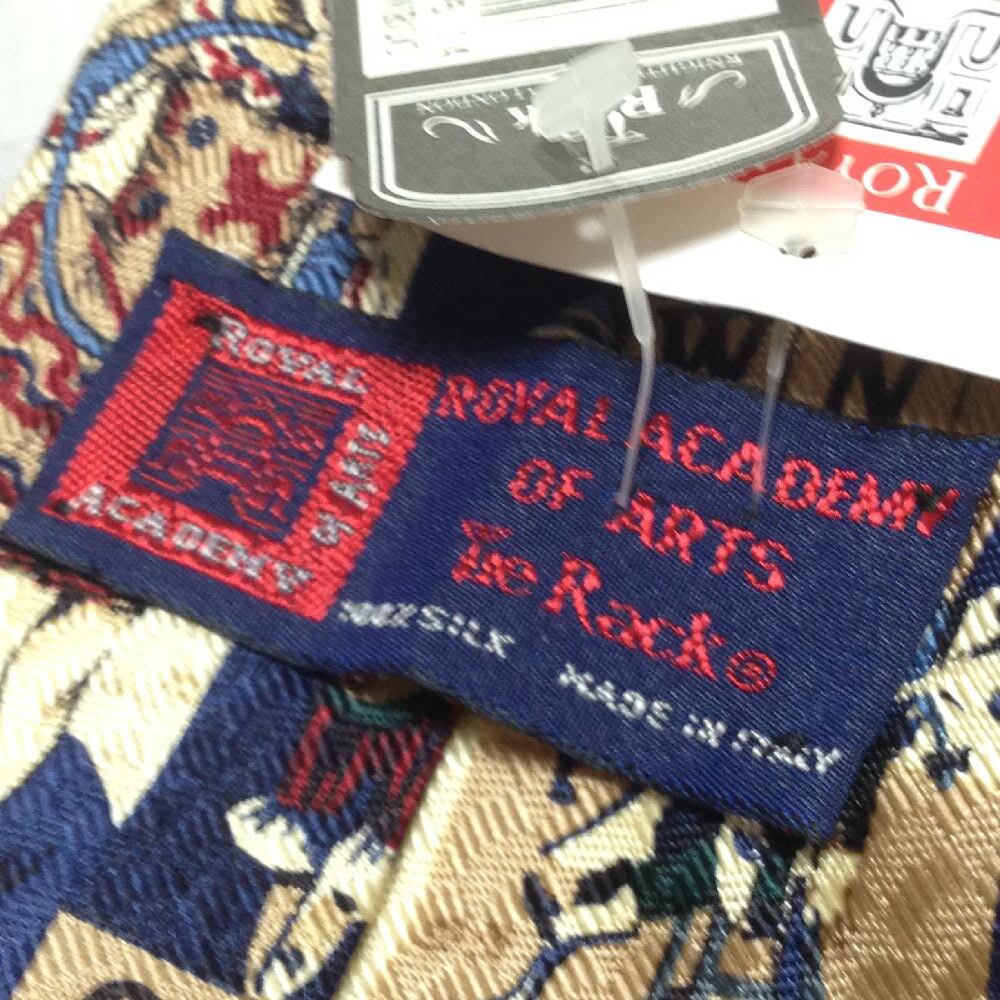 ROYAL
ACADEMY
of ARTS
ROYAL ACADEMY
OF ARTS
Tie Rack®
100% SILK
MADE IN ITALY